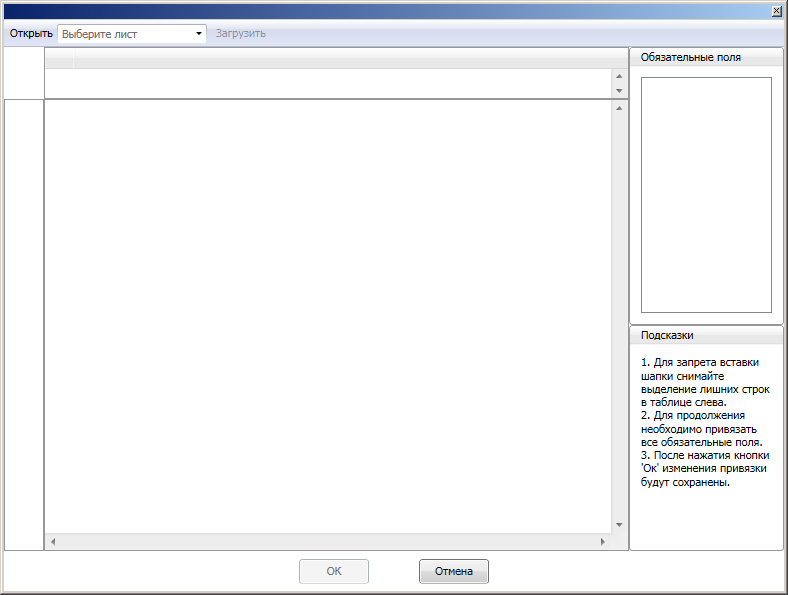 Открыть Выберите лист Загрузить
Обязательные поля
Подсказки
1. Для запрета вставки
шапки снимайте
выделение лишних строк
в таблице слева.
2. Для продолжения
необходимо привязать
все обязательные поля.
3. После нажатия кнопки
'Ок' изменения привязки
будут сохранены.
ОК Отмена